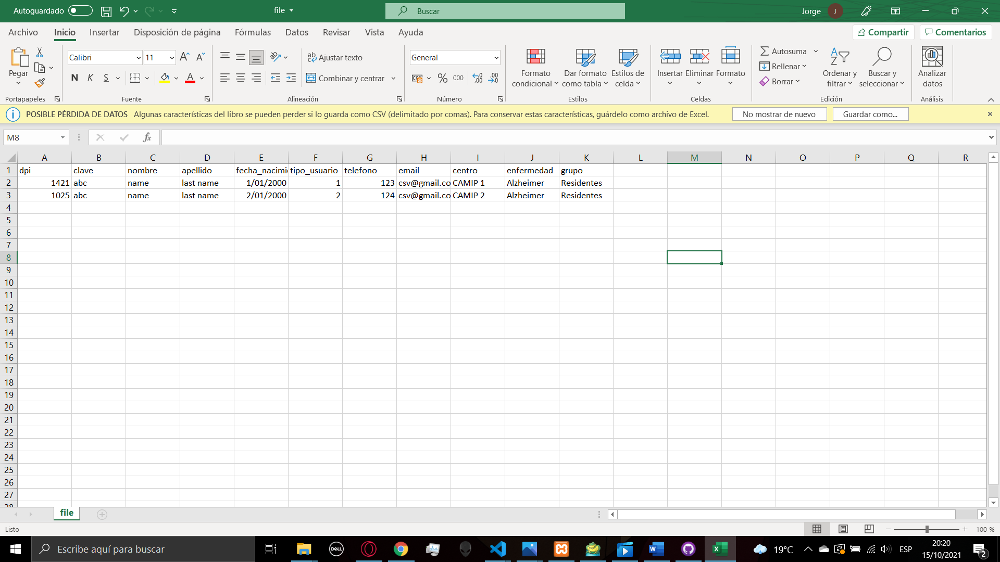 Autoguardado file Buscar Jorge J
Archivo Inicio Insertar Disposición de página Fórmulas Datos Revisar Vista Ayuda Compartir Comentarios
Pegar Calibri 11 Ajustar texto General Formato condicional Dar formato como tabla Estilos de celda Insertar Eliminar Formato Autosuma Ordenar y filtrar Buscar y seleccionar Analizar datos
Rellenar
N K S Combinar y centrar % 000 Borrar
Portapapeles Fuente Alineación Número Estilos Celdas Edición Análisis
POSIBLE PÉRDIDA DE DATOS Algunas características del libro se pueden perder si lo guarda como CSV (delimitado por comas). Para conservar estas características, guárdelo como archivo de Excel. No mostrar de nuevo Guardar como...
M8 fx
A B C D E F G H I J K L M N O P Q R
1 dpi clave nombre apellido fecha_nacimi tipo_usuario telefono email centro enfermedad grupo
2 1421 abc name last name 1/01/2000 1 123 csv@gmail.co CAMIP 1 Alzheimer Residentes
3 1025 abc name last name 2/01/2000 2 124 csv@gmail.co CAMIP 2 Alzheimer Residentes
4
5
6
7
8
9
10
11
12
13
14
15
16
17
18
19
20
21
22
23
24
25
26
27
28
file
Listo 100 %
Escribe aquí para buscar DELL 19°C ESP 20:20
15/10/2021 2